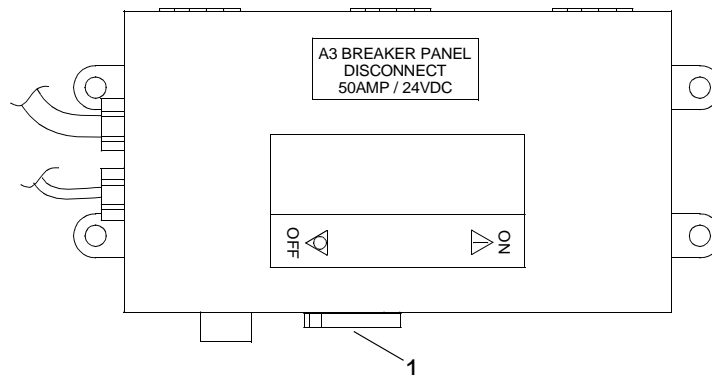 A3 BREAKER PANEL
DISCONNECT
50AMP / 24VDC
OFF
ON
1